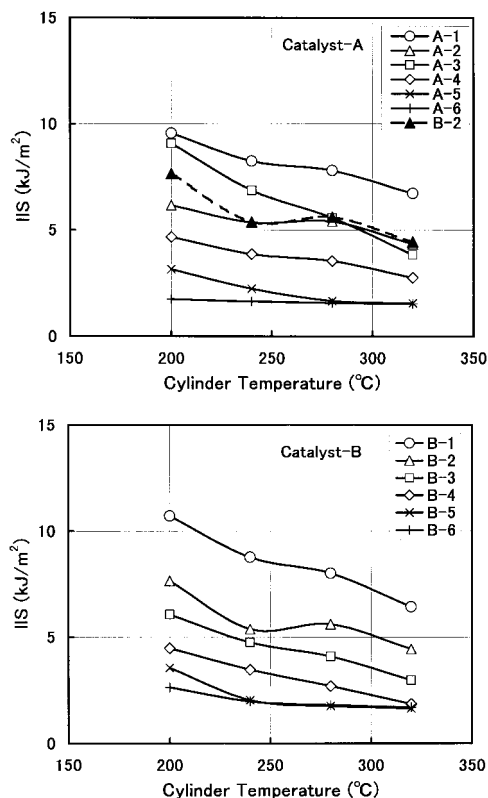 15
Catalyst-A
A-1
A-2
A-3
A-4
A-5
A-6
B-2
10
5
0
IIS (kJ/m²)
150 200 250 300 350
Cylinder Temperature (℃)
15
Catalyst-B
B-1
B-2
B-3
B-4
B-5
B-6
10
5
0
IIS (kJ/m²)
150 200 250 300 350
Cylinder Temperature (℃)